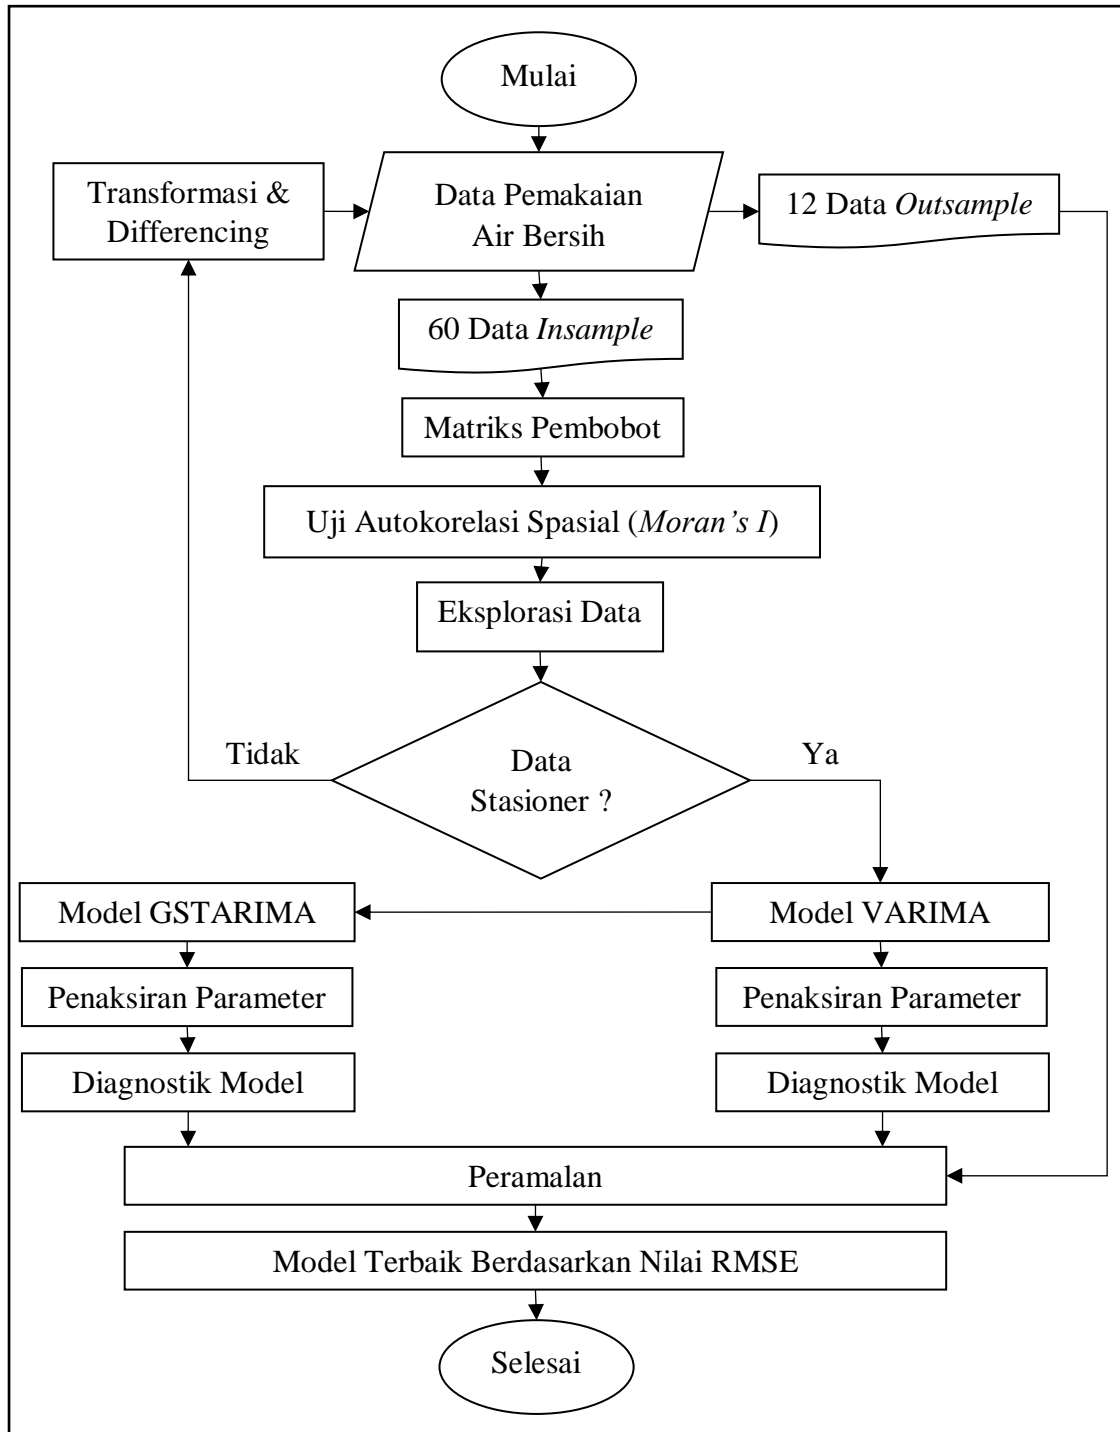 Mulai
Transformasi &
Differencing
Data Pemakaian
Air Bersih
12 Data Outsample
60 Data Insample
Matriks Pembobot
Uji Autokorelasi Spasial (Moran’s I)
Eksplorasi Data
Tidak
Data
Stasioner ?
Ya
Model GSTARIMA
Model VARIMA
Penaksiran Parameter
Penaksiran Parameter
Diagnostik Model
Diagnostik Model
Peramalan
Model Terbaik Berdasarkan Nilai RMSE
Selesai